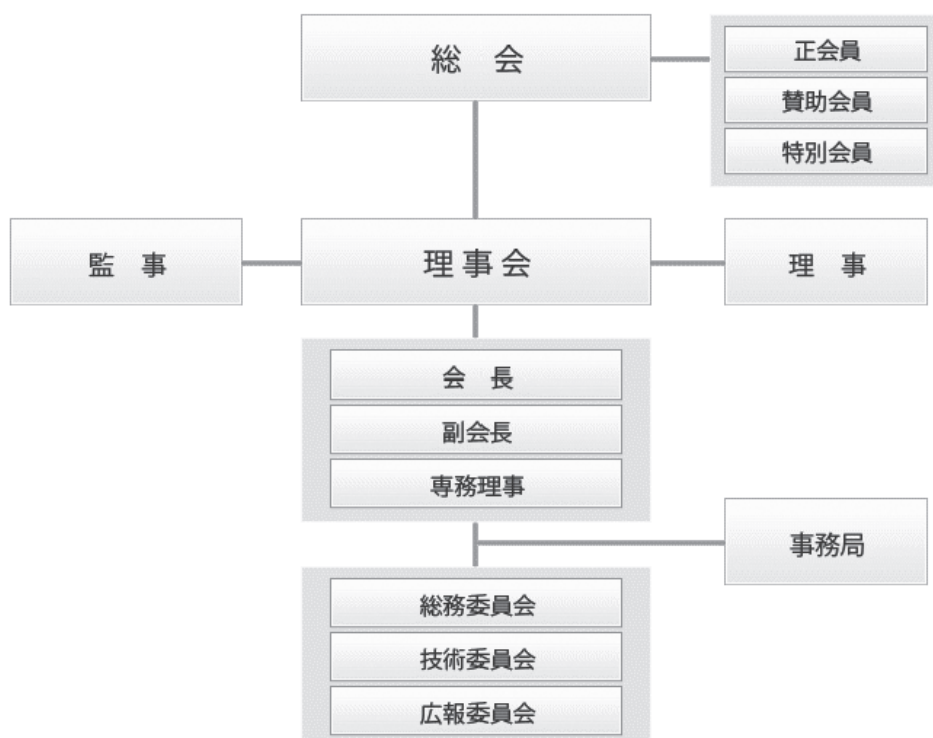 総　会
正会員
賛助会員
特別会員
監　事
理事会
理　事
会　長
副会長
専務理事
事務局
総務委員会
技術委員会
広報委員会